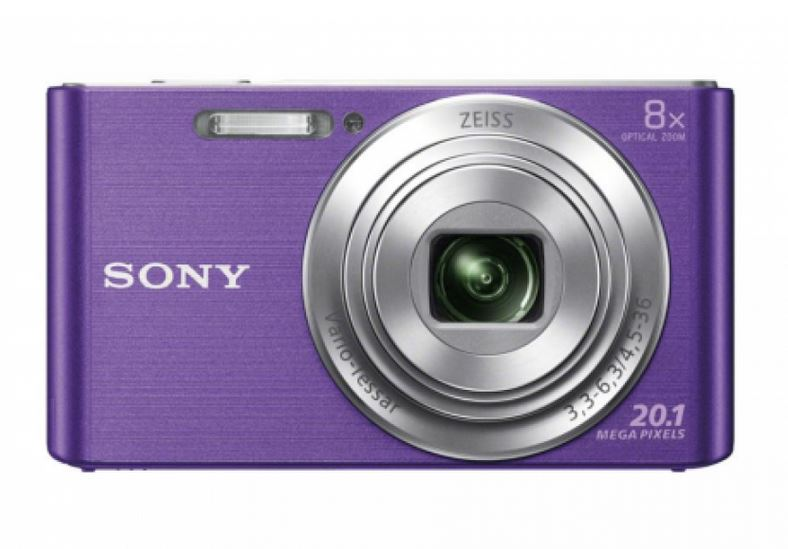 ZEISS
8x
OPTICAL ZOOM
SONY
Vario-Tessar
3,3-6,3/4,5-36
20.1
MEGA PIXELS